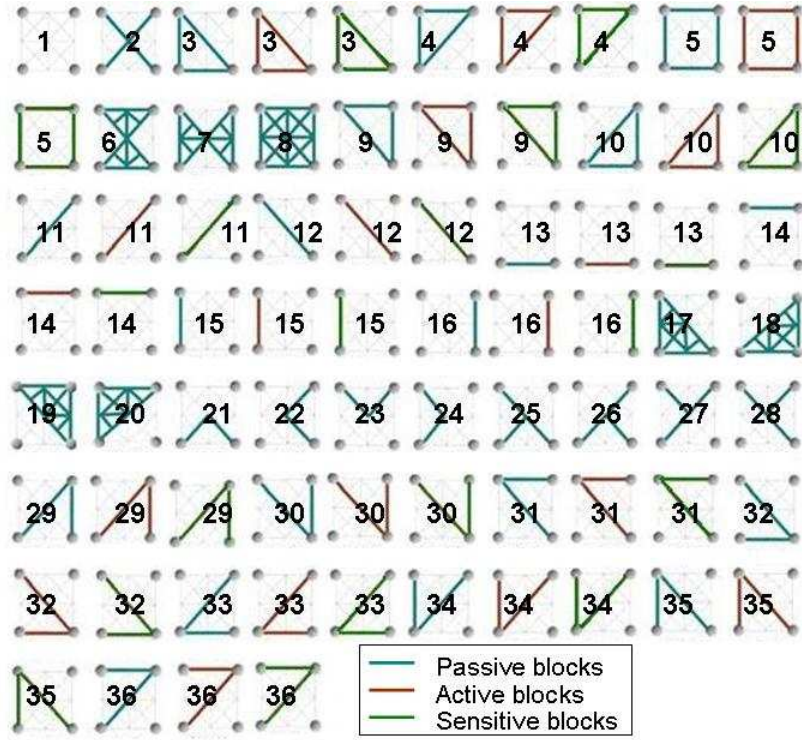 1 2 3 3 3 4 4 4 5 5
5 6 7 8 9 9 9 10 10 10
11 11 11 12 12 12 13 13 13 14
14 14 15 15 15 16 16 16 17 18
19 20 21 22 23 24 25 26 27 28
29 29 29 30 30 30 31 31 31 32
32 32 33 33 33 34 34 34 35 35
35 36 36 36
Passive blocks
Active blocks
Sensitive blocks